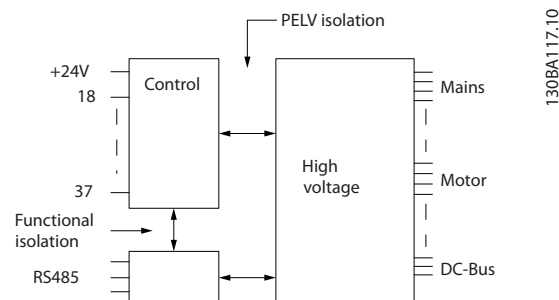 PELV isolation
130BA117.10
+24V
Control
18
Mains
High
voltage
37
Motor
Functional
isolation
RS485
DC-Bus